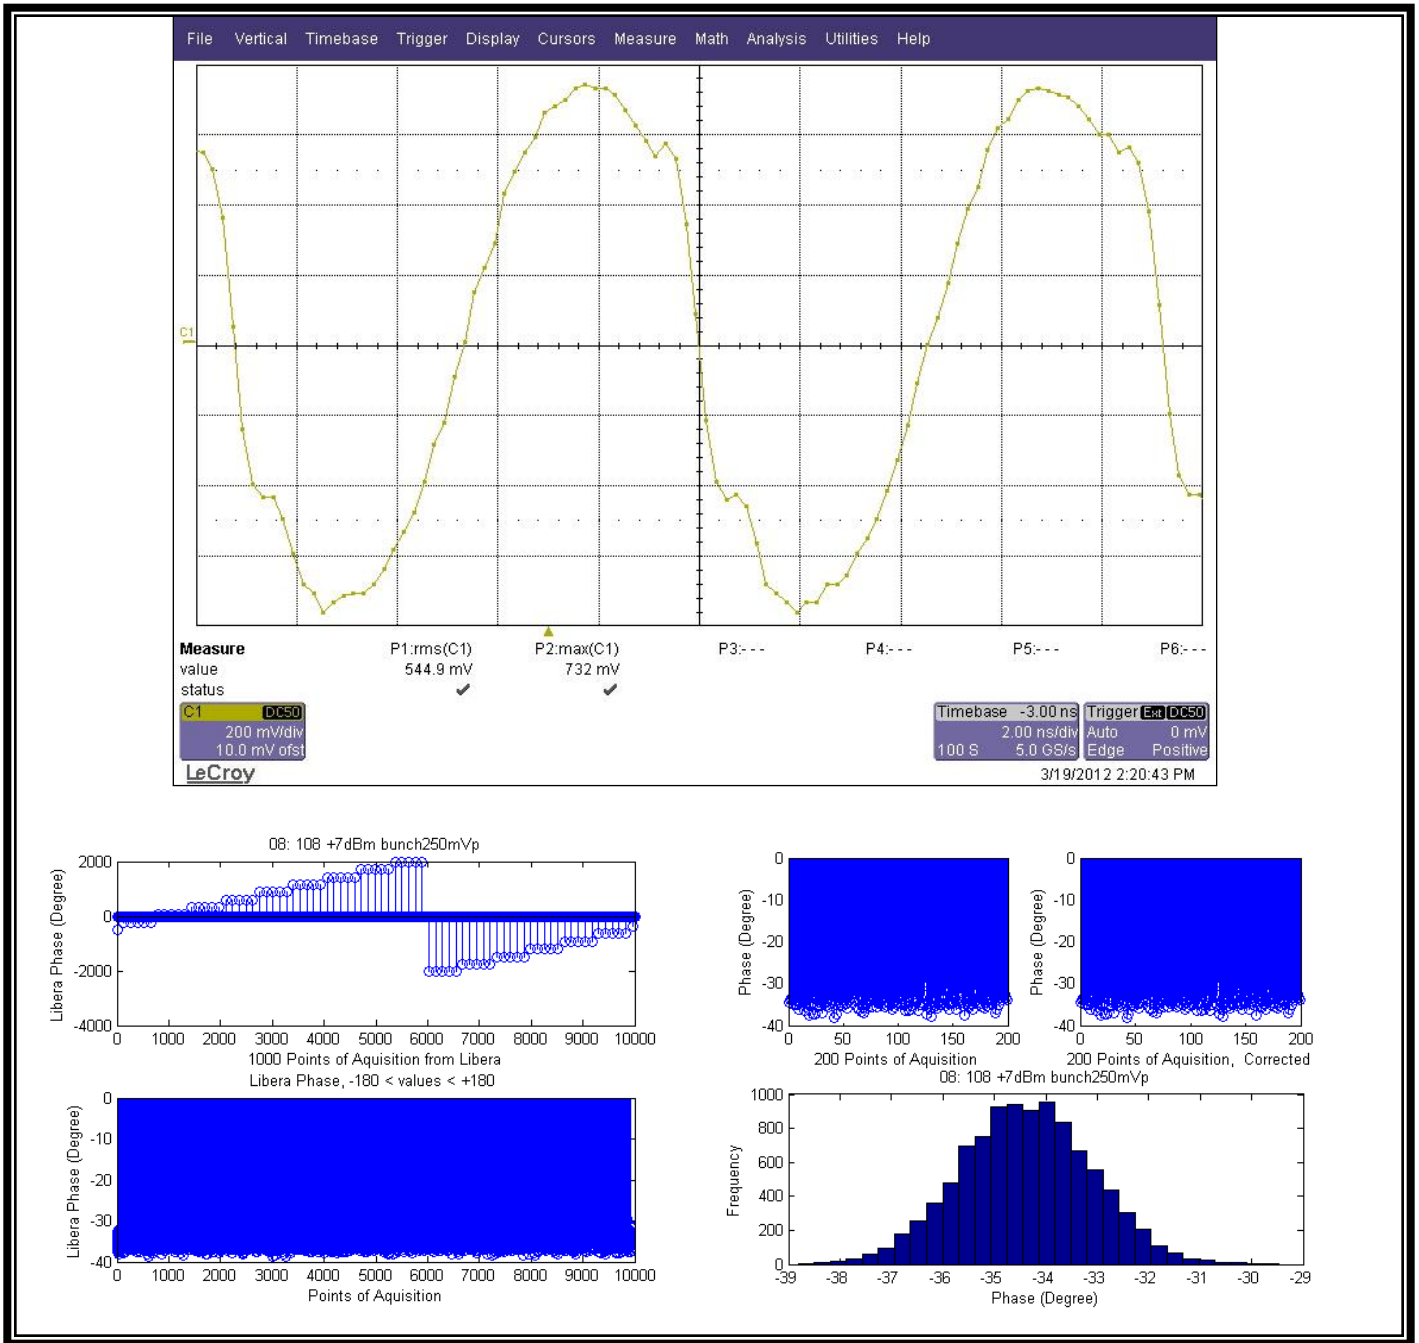 File Vertical Timebase Trigger Display Cursors Measure Math Analysis Utilities Help
C1
Measure P1:rms(C1) P2:max(C1) P3:- - - P4:- - - P5:- - - P6:- - -
value 544.9 mV 732 mV
status
C1 DC50
200 mV/div
10.0 mV ofst
Timebase -3.00 ns
2.00 ns/div
100 S 5.0 GS/s
Trigger Ext DC50
Auto 0 mV
Edge Positive
LeCroy
3/19/2012 2:20:43 PM
08: 108 +7dBm bunch250mVp
Libera Phase (Degree)
2000
0
-2000
-4000
0 1000 2000 3000 4000 5000 6000 7000 8000 9000 10000
1000 Points of Aquisition from Libera
Phase (Degree)
0
-10
-20
-30
-40
0 50 100 150 200
200 Points of Aquisition
Phase (Degree)
0
-10
-20
-30
-40
0 50 100 150 200
200 Points of Aquisition, Corrected
Libera Phase, -180 < values < +180
Libera Phase (Degree)
0
-10
-20
-30
-40
0 1000 2000 3000 4000 5000 6000 7000 8000 9000 10000
Points of Aquisition
08: 108 +7dBm bunch250mVp
Frequency
1000
800
600
400
200
0
-39 -38 -37 -36 -35 -34 -33 -32 -31 -30 -29
Phase (Degree)